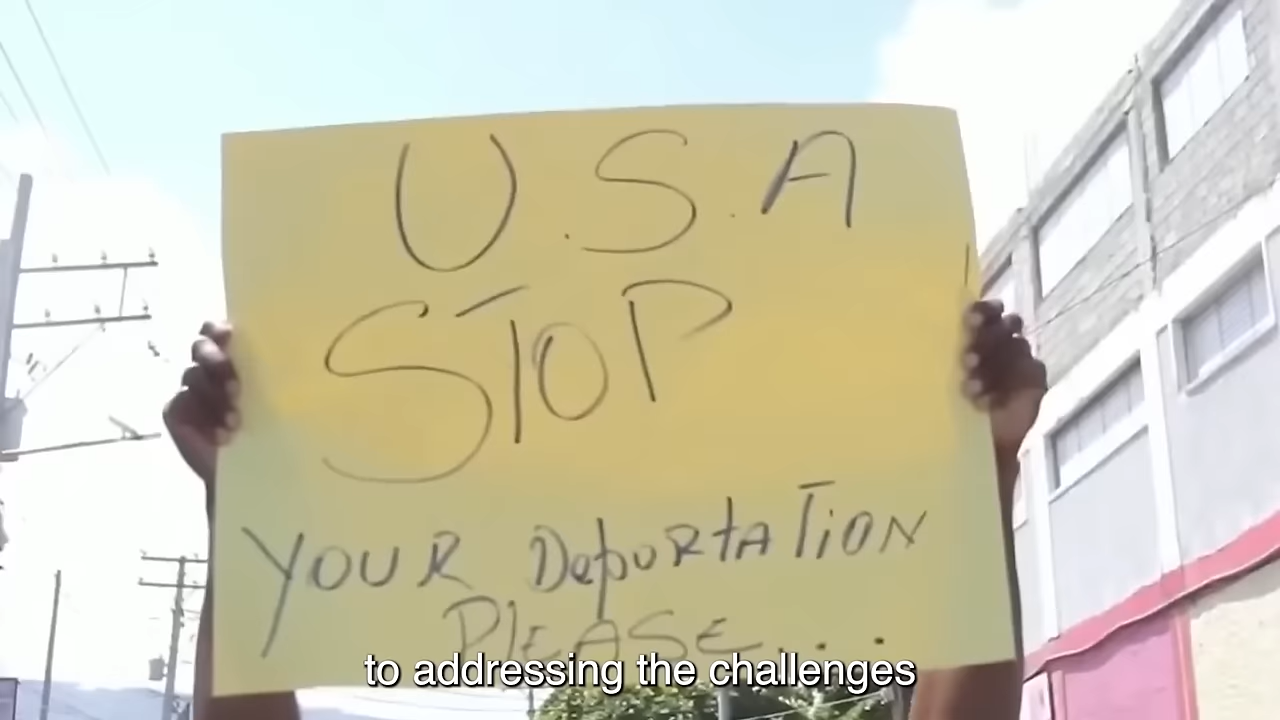 U.S.A
STOP
YOUR DepORtATiON
PlEASE...
to addressing the challenges